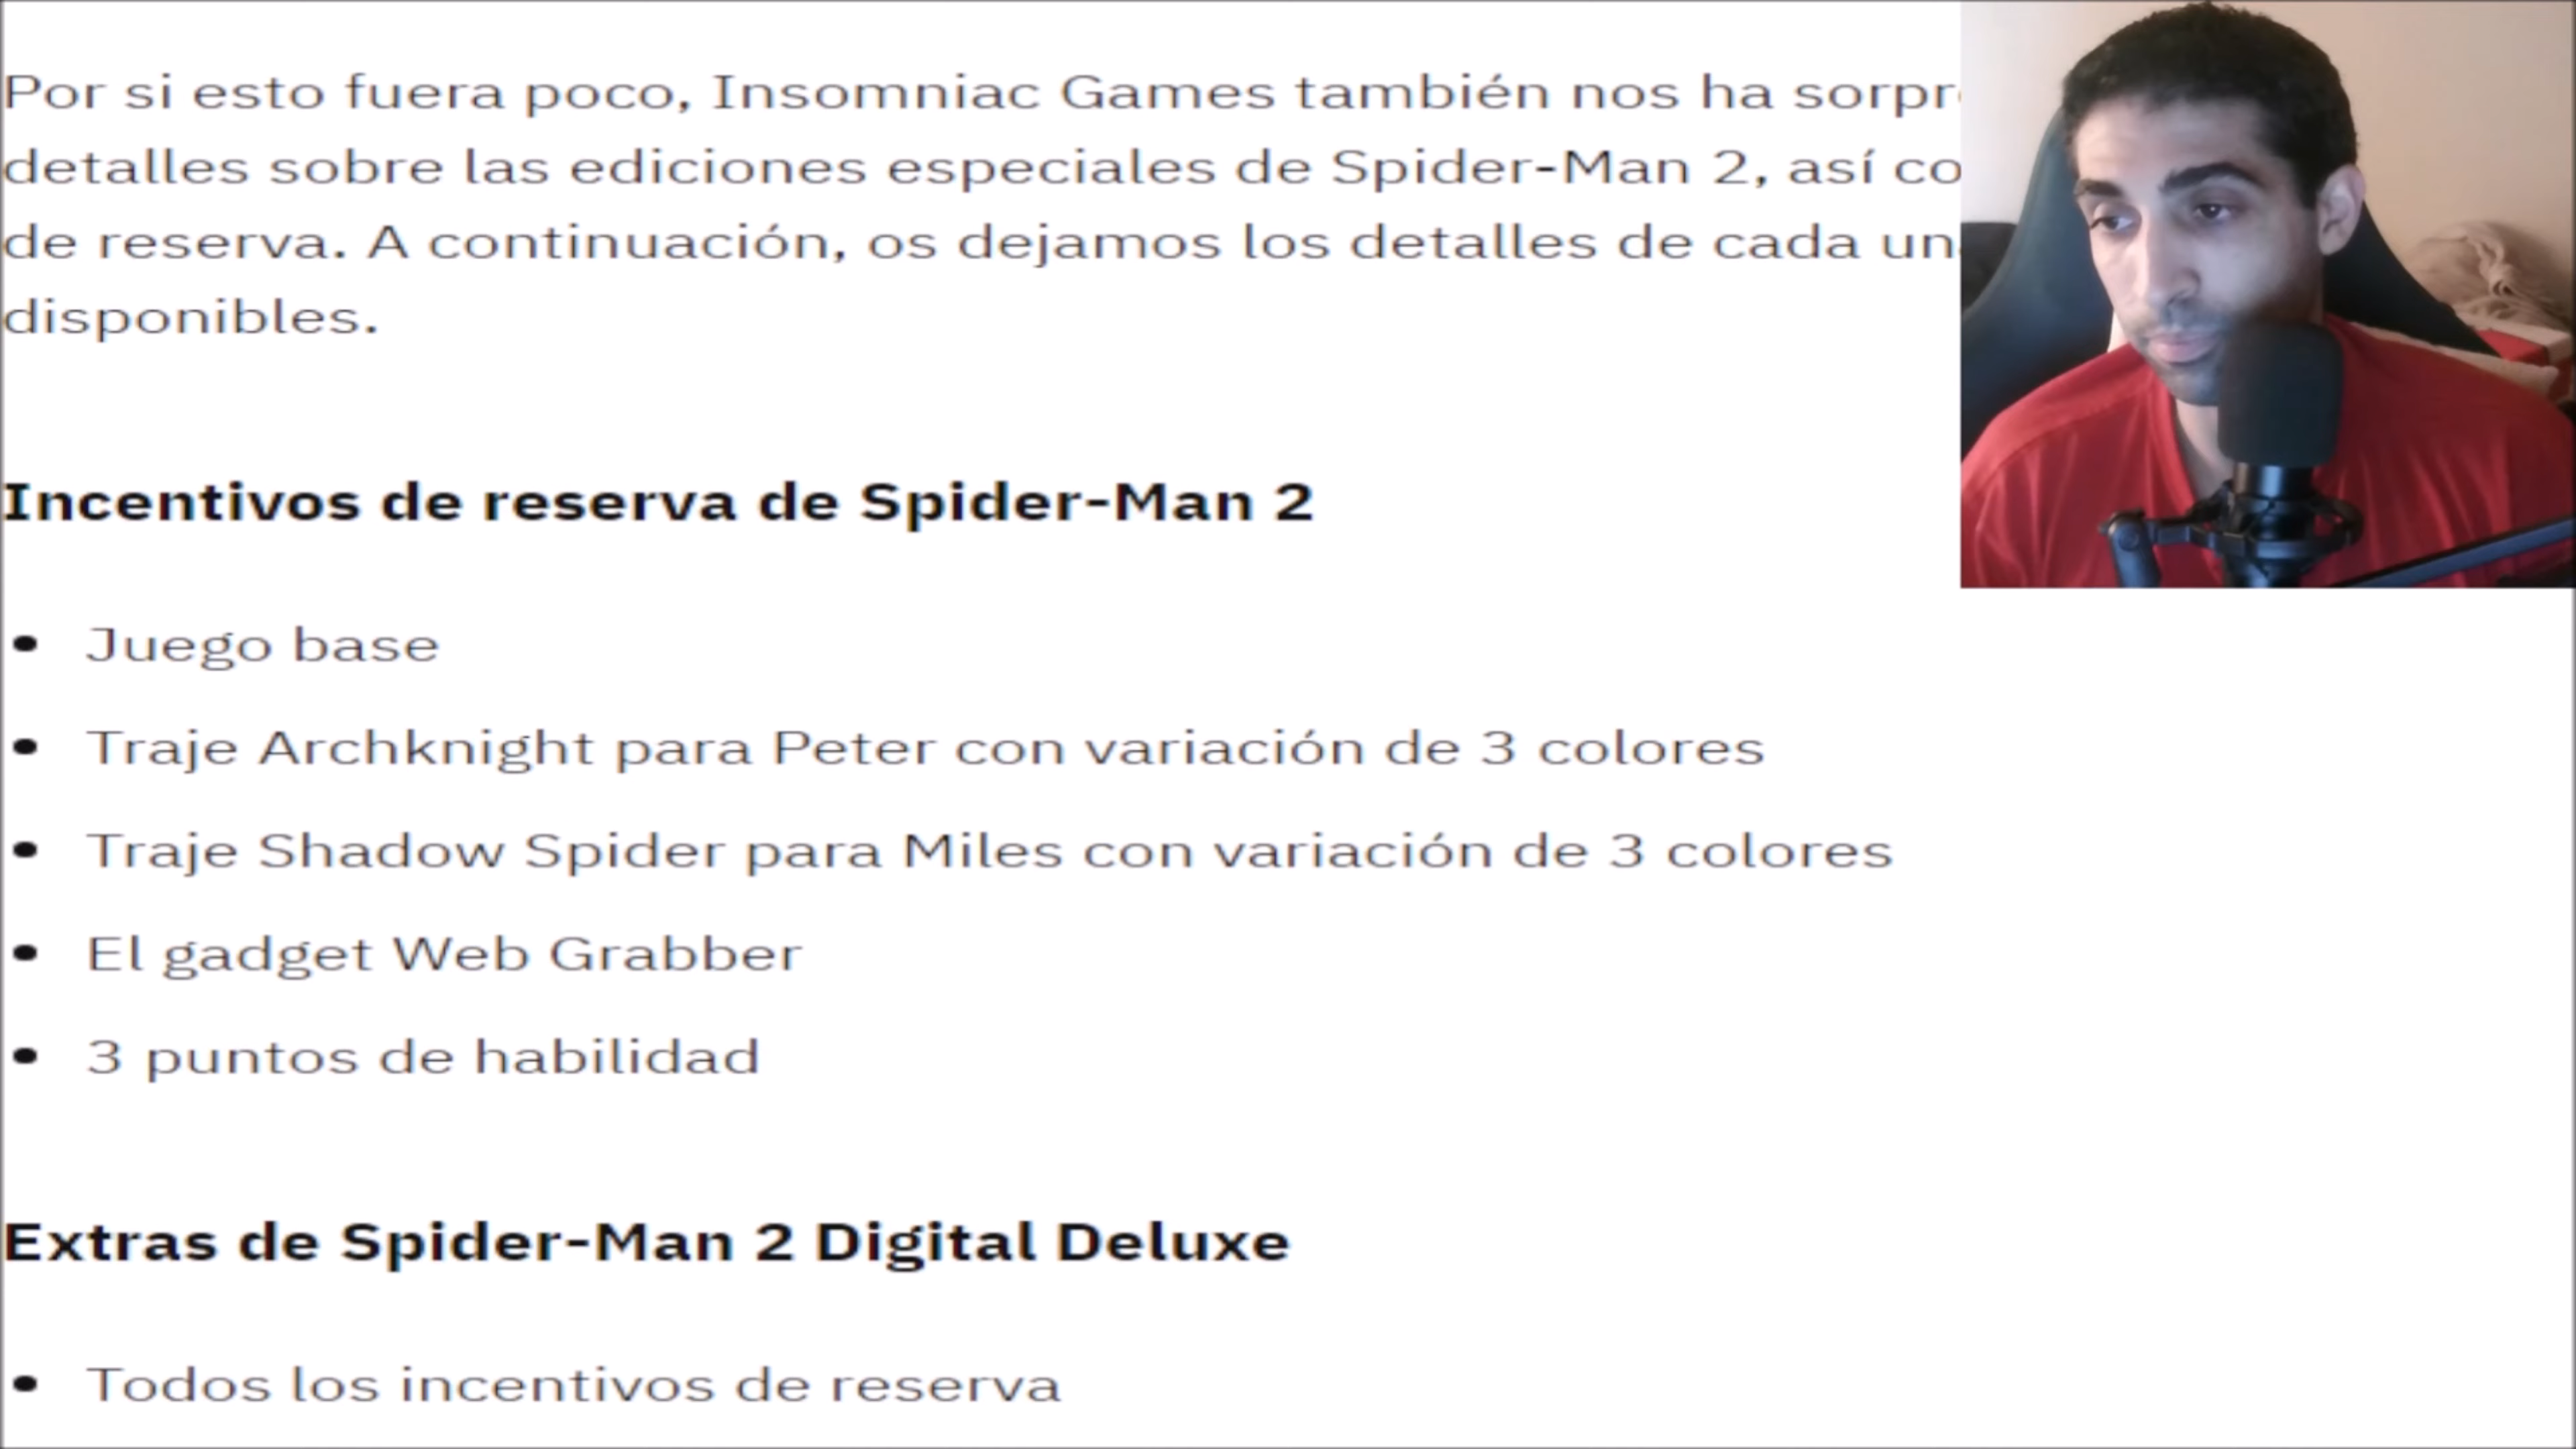 Por si esto fuera poco, Insomniac Games también nos ha
detalles sobre las ediciones especiales de Spider-Man 2, así
de reserva. A continuación, os dejamos los detalles de cada
disponibles.
Incentivos de reserva de Spider-Man 2
• Juego base
• Traje Archknight para Peter con variación de 3 colores
• Traje Shadow Spider para Miles con variación de 3 colores
• El gadget Web Grabber
• 3 puntos de habilidad
Extras de Spider-Man 2 Digital Deluxe
• Todos los incentivos de reserva